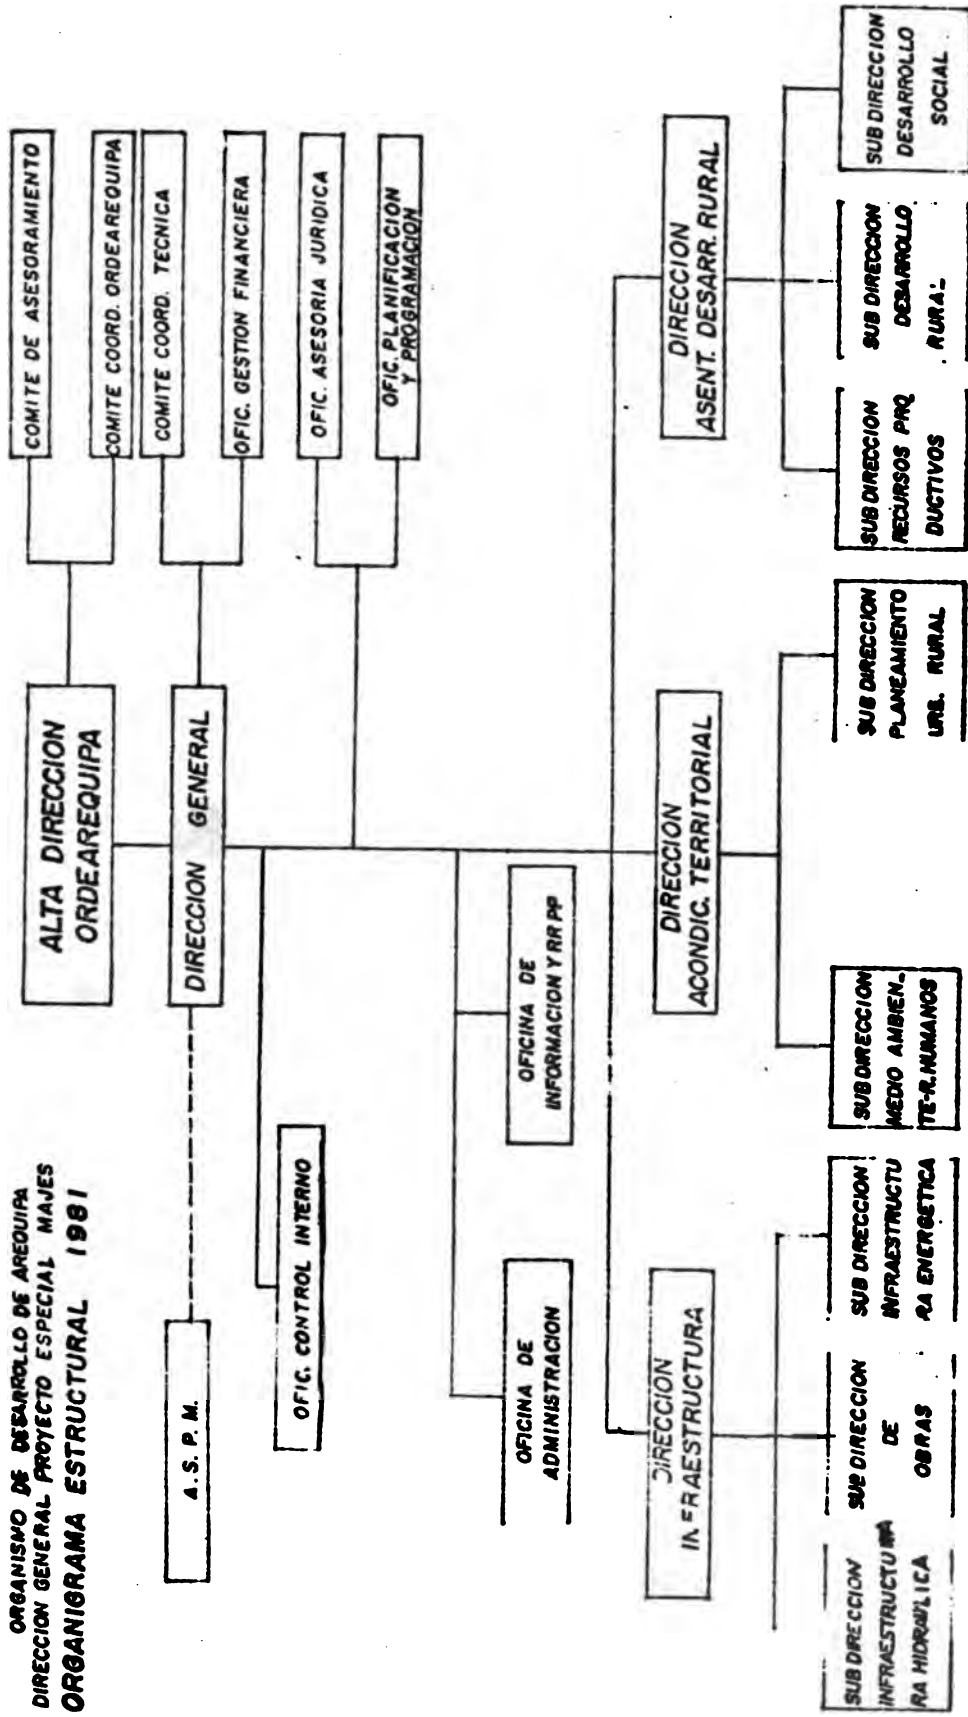 ORGANISMO DE DESARROLLO DE AREQUIPA
DIRECCION GENERAL PROYECTO ESPECIAL MAJES
ORGANIGRAMA ESTRUCTURAL 1981
ALTA DIRECCION
ORDEAREQUIPA
COMITE DE ASESORAMIENTO
COMITE COORD. ORDEAREQUIPA
DIRECCION GENERAL
COMITE COORD. TECNICA
OFIC. GESTION FINANCIERA
A. S. P. M.
OFIC. CONTROL INTERNO
OFIC. ASESORIA JURIDICA
OFIC. PLANIFICACION
Y PROGRAMACION
OFICINA DE
ADMINISTRACION
OFICINA DE
INFORMACION Y RR PP
DIRECCION
INFRAESTRUCTURA
DIRECCION
ACONDIC. TERRITORIAL
DIRECCION
ASENT. DESARR. RURAL
SUB DIRECCION
INFRAESTRUCTU
RA HIDRAULICA
SUB DIRECCION
DE
OBRAS
SUB DIRECCION
INFRAESTRUCTU
RA ENERGETICA
SUB DIRECCION
MEDIO AMBIEN-
TE-R. HUMANOS
SUB DIRECCION
PLANEAMIENTO
URB. RURAL
SUB DIRECCION
RECURSOS PRO
DUCTIVOS
SUB DIRECCION
DESARROLLO
RURAL
SUB DIRECCION
DESARROLLO
SOCIAL